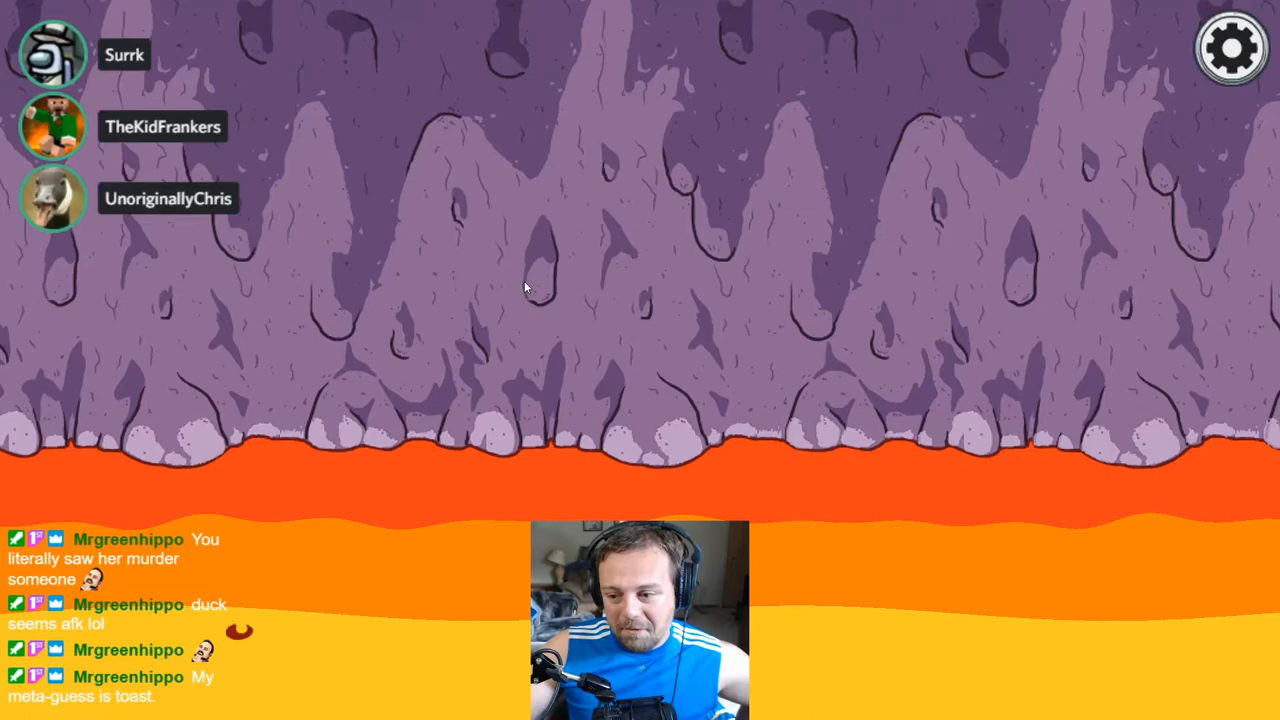 Surrk
TheKidFrankers
UnoriginallyChris
Mrgreenhippo You
literally saw her murder
someone
Mrgreenhippo duck
seems afk lol
Mrgreenhippo
Mrgreenhippo My
meta-guess is toast.